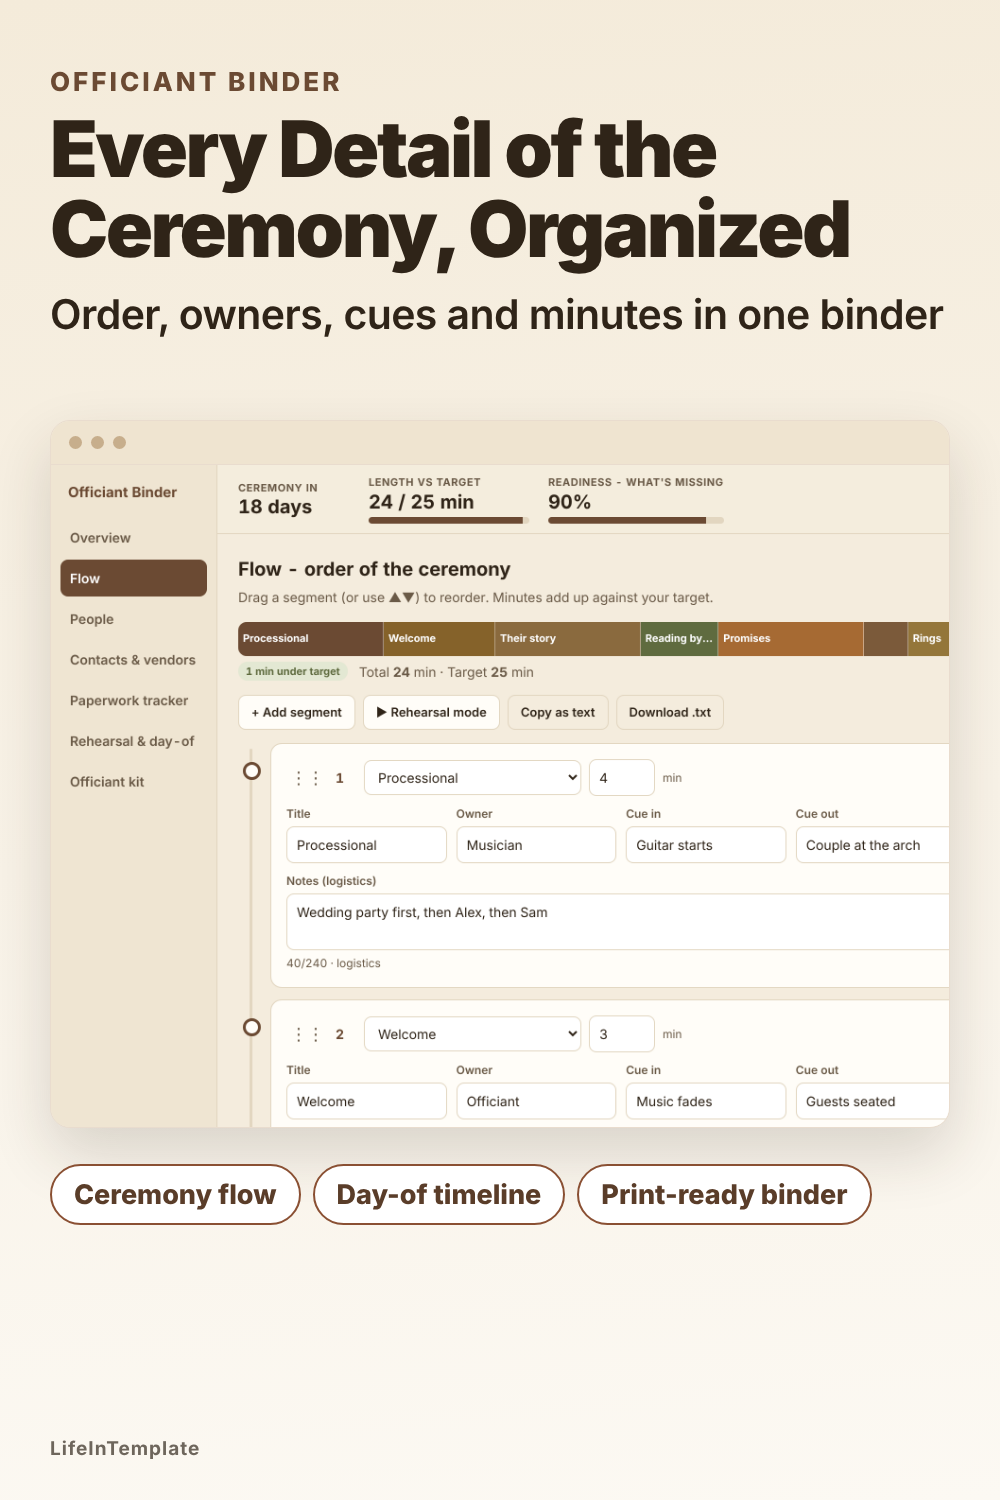 OFFICIANT BINDER
Every Detail of the
Ceremony, Organized
Order, owners, cues and minutes in one binder
Officiant Binder
Overview
Flow
People
Contacts & vendors
Paperwork tracker
Rehearsal & day-of
Officiant kit
CEREMONY IN
18 days
LENGTH VS TARGET
24 / 25 min
READINESS - WHAT'S MISSING
90%
Flow - order of the ceremony
Drag a segment (or use ▲▼) to reorder. Minutes add up against your target.
Processional Welcome Their story Reading by... Promises Rings
1 min under target Total 24 min · Target 25 min
+ Add segment ▶ Rehearsal mode Copy as text Download .txt
1 Processional 4 min
Title Owner Cue in Cue out
Processional Musician Guitar starts Couple at the arch
Notes (logistics)
Wedding party first, then Alex, then Sam
40/240 · logistics
2 Welcome 3 min
Title Owner Cue in Cue out
Welcome Officiant Music fades Guests seated
Ceremony flow Day-of timeline Print-ready binder
LifeInTemplate